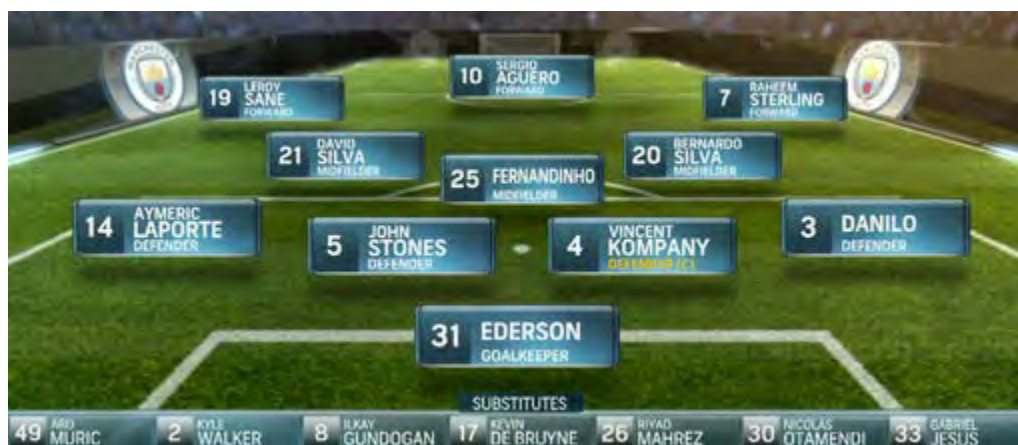 10 SERGIO AGUERO FORWARD
19 LEROY SANE FORWARD
7 RAHEEM STERLING FORWARD
21 DAVID SILVA MIDFIELDER
20 BERNARDO SILVA MIDFIELDER
25 FERNANDINHO MIDFIELDER
14 AYMERIC LAPORTE DEFENDER
3 DANILO DEFENDER
5 JOHN STONES DEFENDER
4 VINCENT KOMPANY DEFENDER (C)
31 EDERSON GOALKEEPER
SUBSTITUTES
49 ARO MURIC 2 KYLE WALKER 8 ILKAY GUNDOGAN 17 KEVIN DE BRUYNE 26 RIYAD MAHREZ 30 NICOLAS OTAMENDI 33 GABRIEL JESUS